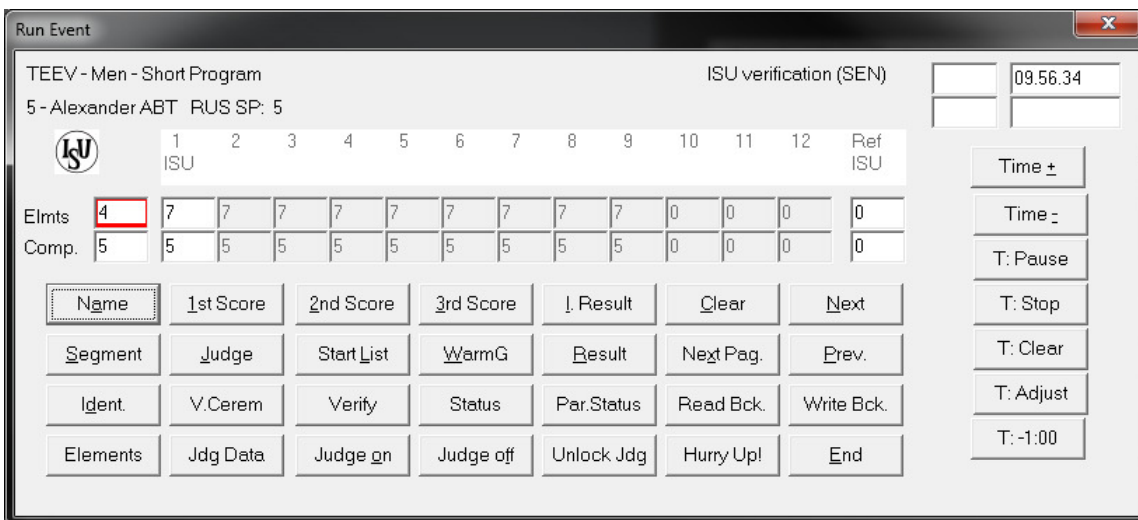 Run Event
X
TEEV - Men - Short Program ISU verification (SEN) 09.56.34
5 - Alexander ABT RUS SP: 5
ISU 1 2 3 4 5 6 7 8 9 10 11 12 Ref
ISU ISU
Elmts 4 7 7 7 7 7 7 7 7 7 0 0 0 0
Comp. 5 5 5 5 5 5 5 5 5 5 0 0 0 0
Time +
Time -
T: Pause
Name 1st Score 2nd Score 3rd Score I. Result Clear Next T: Stop
Segment Judge Start List WarmG Result Next Pag. Prev. T: Clear
Ident. V.Cerem Verify Status Par.Status Read Bck. Write Bck. T: Adjust
Elements Jdg Data Judge on Judge off Unlock Jdg Hurry Up! End T: -1:00